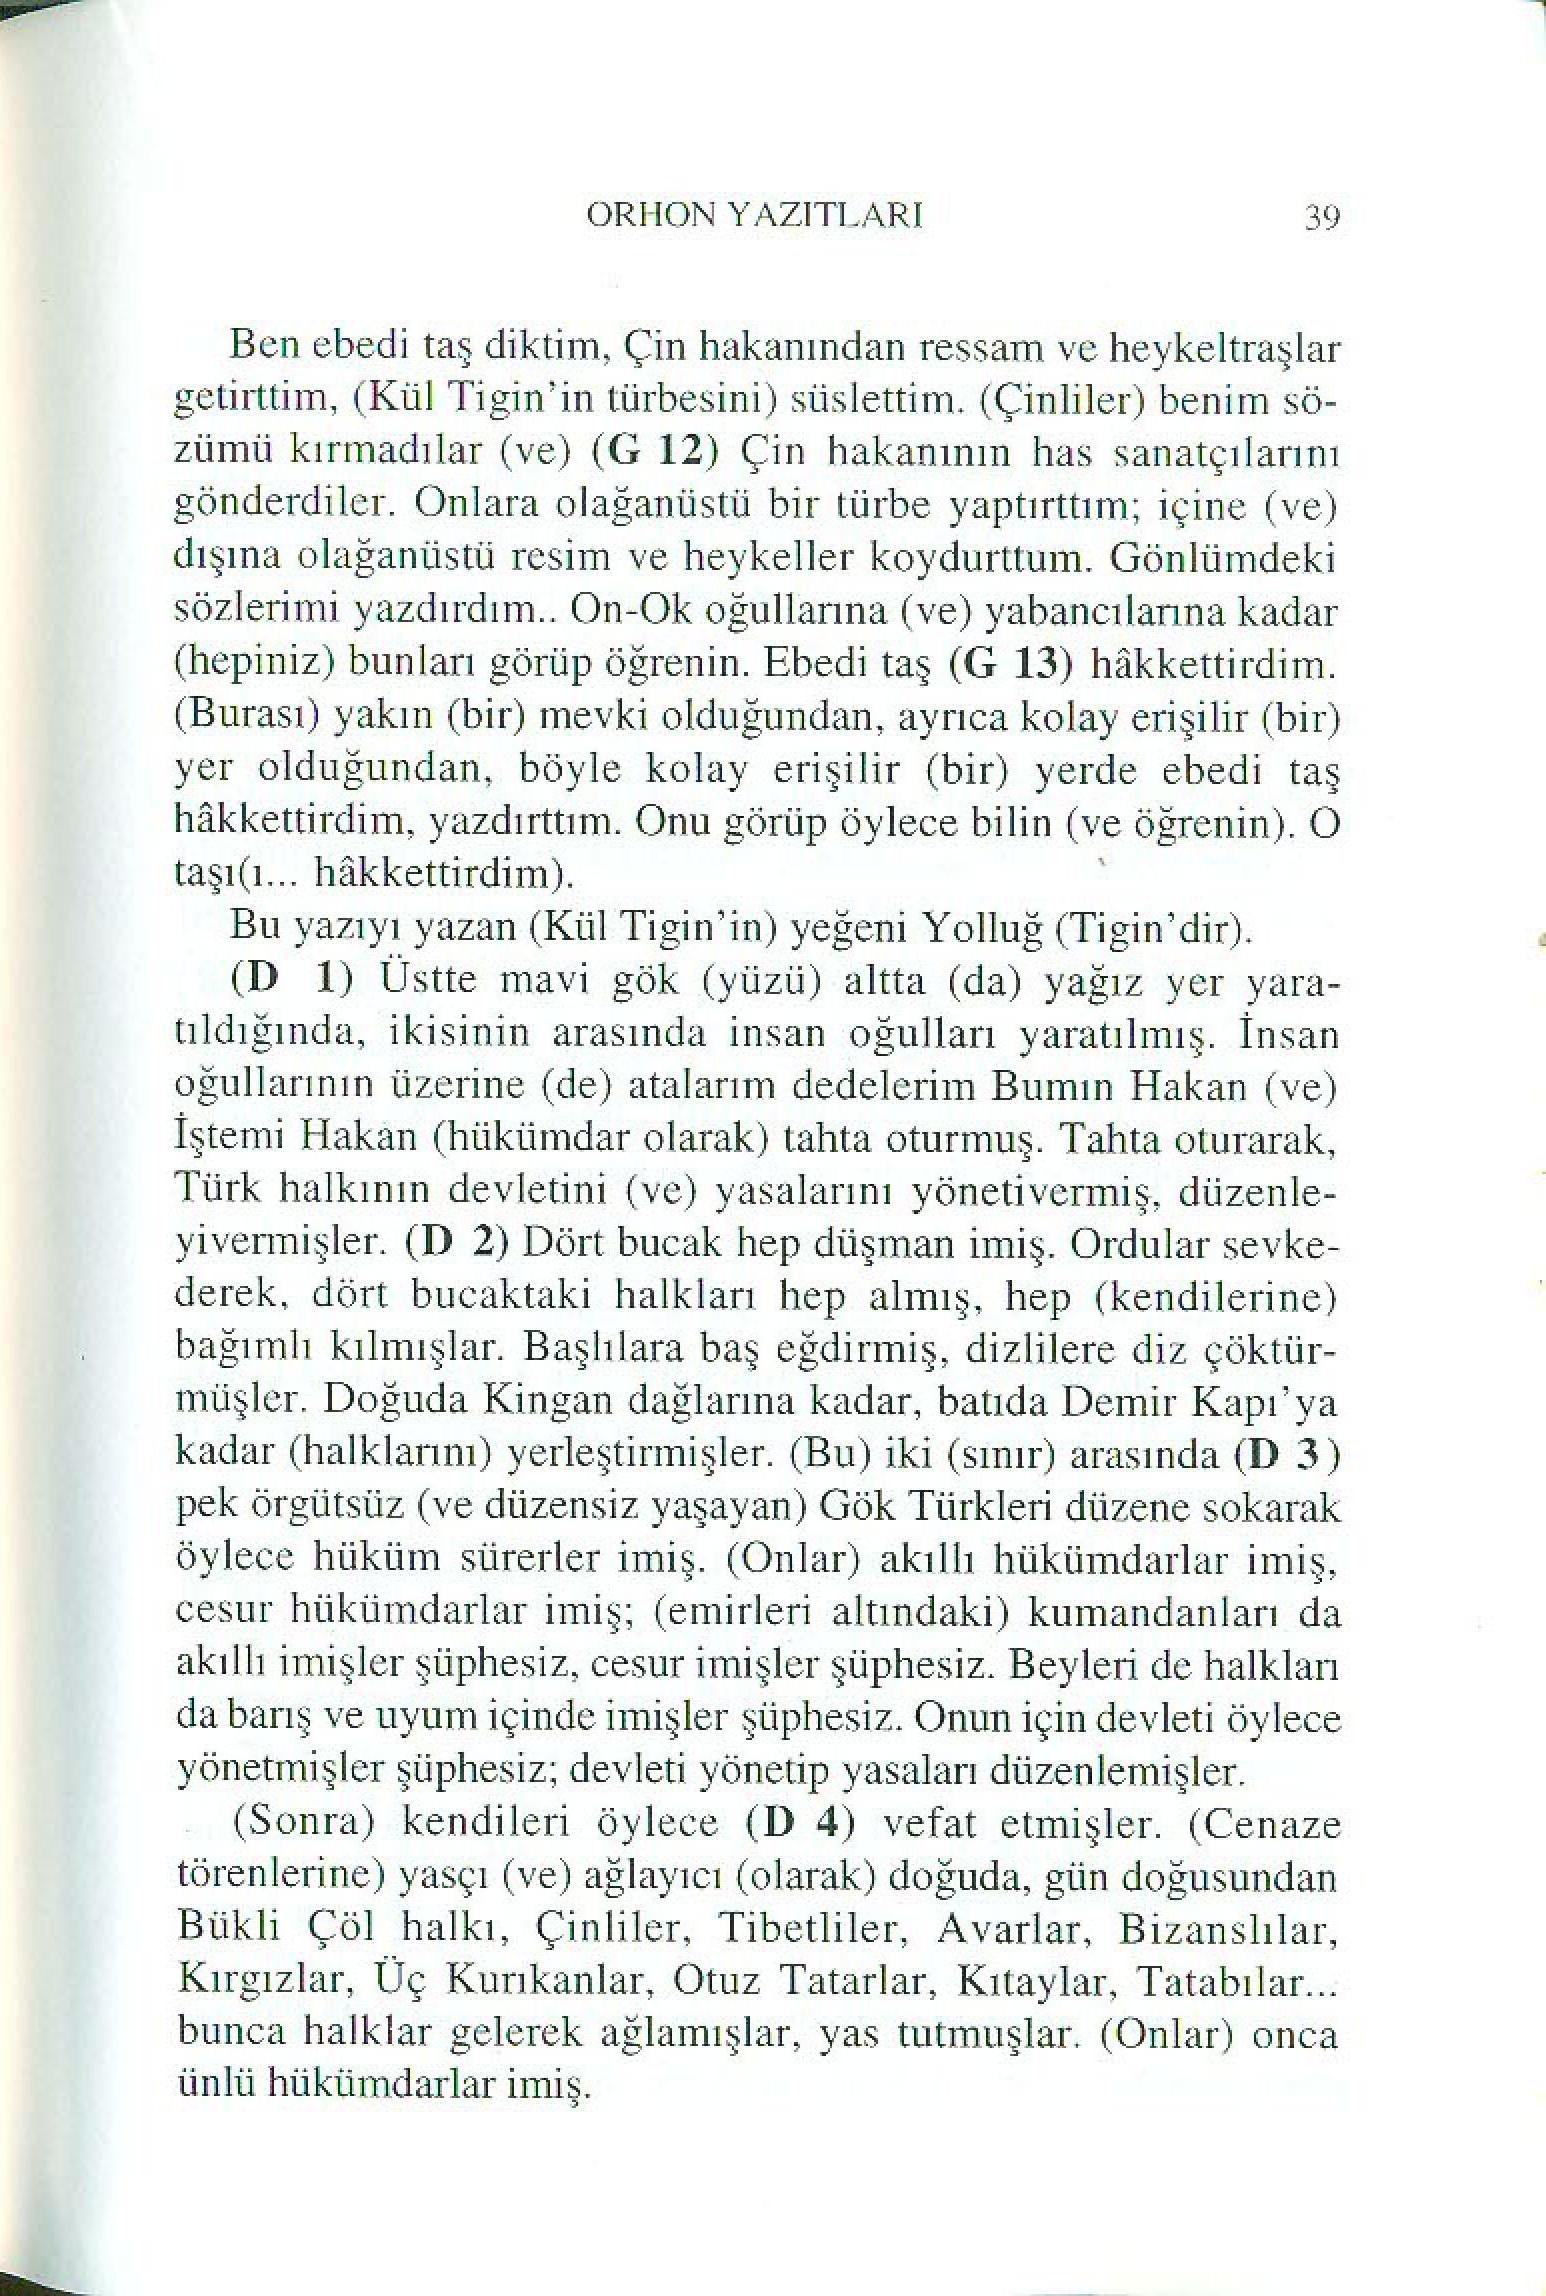 ORHON YAZITLARI 39
Ben ebedi taş diktim, Çin hakanından ressam ve heykeltraşlar
getirttim, (Kül Tigin'in türbesini) süslettim. (Çinliler) benim sö-
zümü kırmadılar (ve) (G 12) Çin hakanının has sanatçılarını
gönderdiler. Onlara olağanüstü bir türbe yaptırttım; içine (ve)
dışına olağanüstü resim ve heykeller koydurttum. Gönlümdeki
sözlerimi yazdırdım.. On-Ok oğullarına (ve) yabancılarına kadar
(hepiniz) bunları görüp öğrenin. Ebedi taş (G 13) hâkkettirdim.
(Burası) yakın (bir) mevki olduğundan, ayrıca kolay erişilir (bir)
yer olduğundan, böyle kolay erişilir (bir) yerde ebedi taş
hâkkettirdim, yazdırttım. Onu görüp öylece bilin (ve öğrenin). O
taşı(ı... hâkkettirdim).
Bu yazıyı yazan (Kül Tigin'in) yeğeni Yolluğ (Tigin'dir).
(D 1) Üstte mavi gök (yüzü) altta (da) yağız yer yara-
tıldığında, ikisinin arasında insan oğulları yaratılmış. İnsan
oğullarının üzerine (de) atalarım dedelerim Bumın Hakan (ve)
İştemi Hakan (hükümdar olarak) tahta oturmuş. Tahta oturarak,
Türk halkının devletini (ve) yasalarını yönetivermiş, düzenle-
yivermişler. (D 2) Dört bucak hep düşman imiş. Ordular sevke-
derek, dört bucaktaki halkları hep almış, hep (kendilerine)
bağımlı kılmışlar. Başlılara baş eğdirmiş, dizlilere diz çöktür-
müşler. Doğuda Kingan dağlarına kadar, batıda Demir Kapı'ya
kadar (halklarını) yerleştirmişler. (Bu) iki (sınır) arasında (D 3)
pek örgütsüz (ve düzensiz yaşayan) Gök Türkleri düzene sokarak
öylece hüküm sürerler imiş. (Onlar) akıllı hükümdarlar imiş,
cesur hükümdarlar imiş; (emirleri altındaki) kumandanları da
akıllı imişler şüphesiz, cesur imişler şüphesiz. Beyleri de halkları
da barış ve uyum içinde imişler şüphesiz. Onun için devleti öylece
yönetmişler şüphesiz; devleti yönetip yasaları düzenlemişler.
(Sonra) kendileri öylece (D 4) vefat etmişler. (Cenaze
törenlerine) yasçı (ve) ağlayıcı (olarak) doğuda, gün doğusundan
Bükli Çöl halkı, Çinliler, Tibetliler, Avarlar, Bizanslılar,
Kırgızlar, Üç Kurıkanlar, Otuz Tatarlar, Kıtaylar, Tatabılar...
bunca halklar gelerek ağlamışlar, yas tutmuşlar. (Onlar) onca
ünlü hükümdarlar imiş.